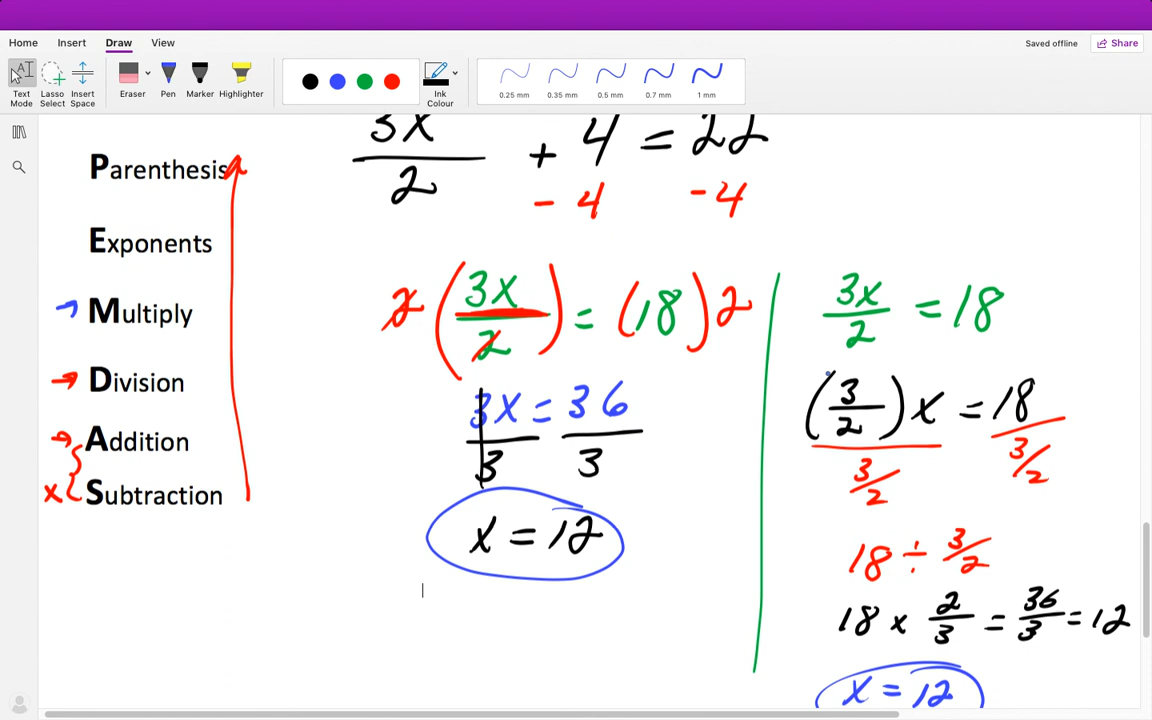 Home Insert Draw View
Saved offline Share
Text Mode
Lasso Select
Insert Space
Eraser
Pen
Marker
Highlighter
Ink Colour
0.25 mm 0.35 mm 0.5 mm 0.7 mm 1 mm
Parenthesis
Exponents
Multiply
Division
Addition
Subtraction
3x/2 + 4 = 22
- 4 - 4
2 (3x/2) = (18) 2
3x = 36
3 3
x = 12
3x/2 = 18
(3/2) x = 18
3/2 3/2
18 ÷ 3/2
18 x 2/3 = 36/3 = 12
x = 12